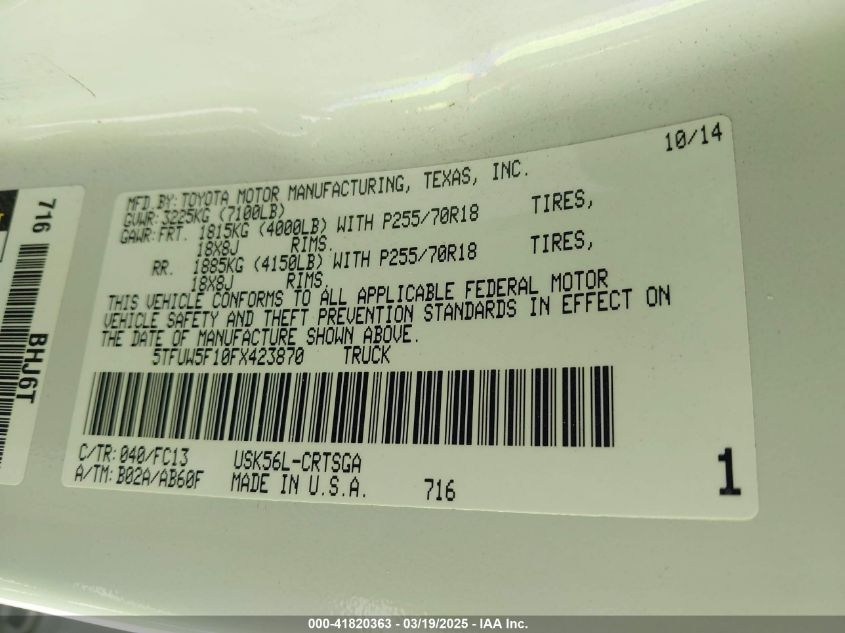 10/14
MFD.BY:TOYOTA MOTOR MANUFACTURING, TEXAS, INC.
GVWR:3225KG (7100LB)
GAWR:FRT. 1815KG (4000LB) WITH P255/70R18 TIRES,
18X8J RIMS.
RR. 1885KG (4150LB) WITH P255/70R18 TIRES,
18X8J RIMS.
THIS VEHICLE CONFORMS TO ALL APPLICABLE FEDERAL MOTOR
VEHICLE SAFETY AND THEFT PREVENTION STANDARDS IN EFFECT ON
THE DATE OF MANUFACTURE SHOWN ABOVE.
5TFUW5F10FX423870 TRUCK
C/TR:040/FC13 USK56L-CRTSGA
A/TM:B02A/AB60F MADE IN U.S.A. 716
1
716
BHJ6T
000-41820363 - 03/19/2025 - IAA Inc.